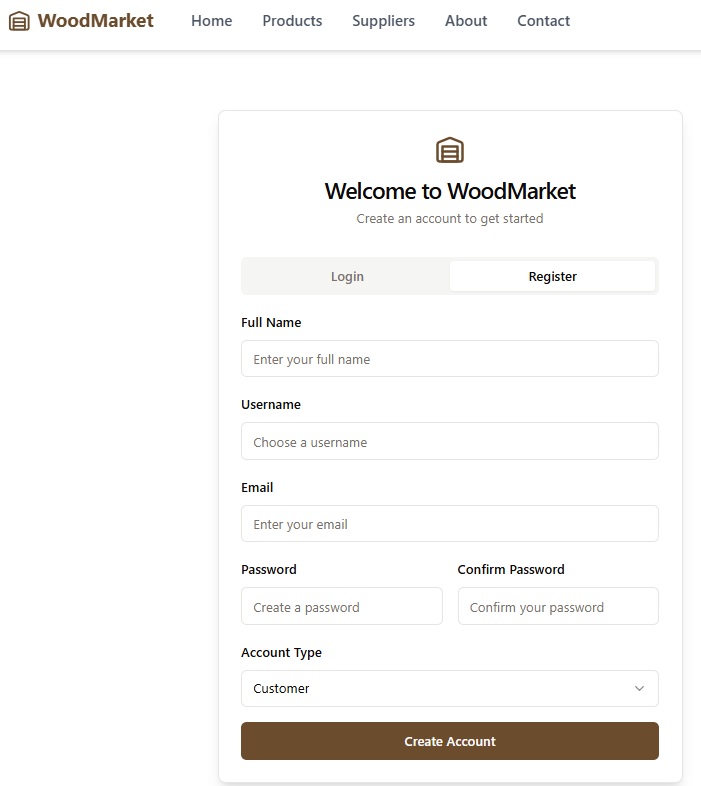 WoodMarket Home Products Suppliers About Contact
Welcome to WoodMarket
Create an account to get started
Login Register
Full Name
Enter your full name
Username
Choose a username
Email
Enter your email
Password Confirm Password
Create a password Confirm your password
Account Type
Customer
Create Account